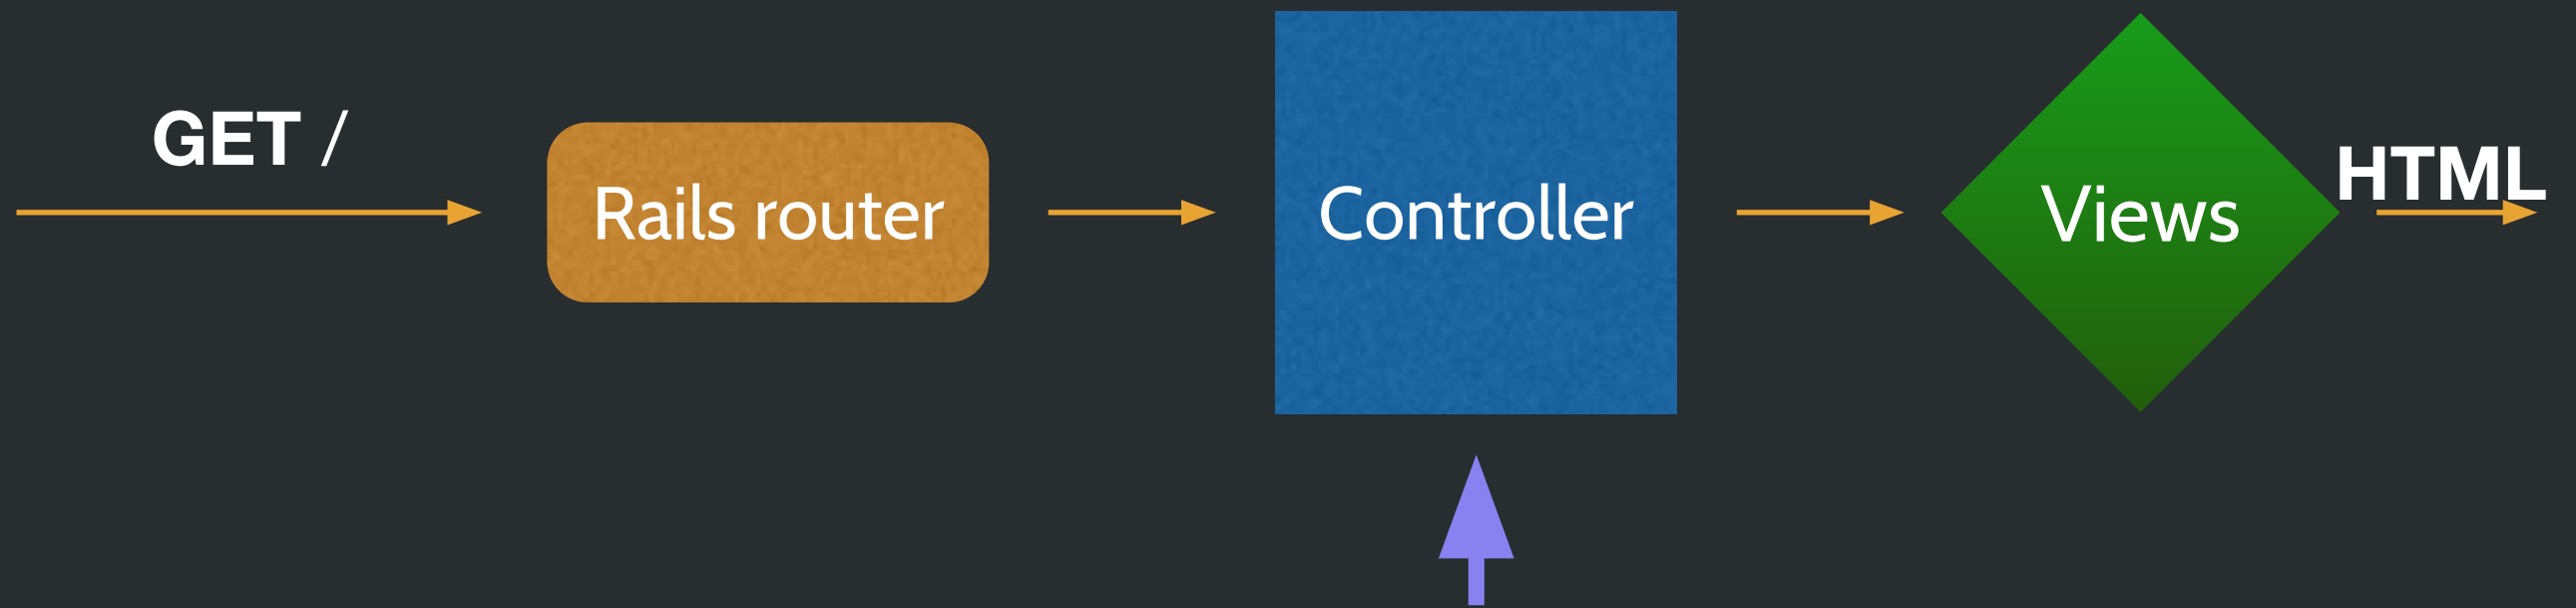 GET /
Rails router
Controller
Views
HTML